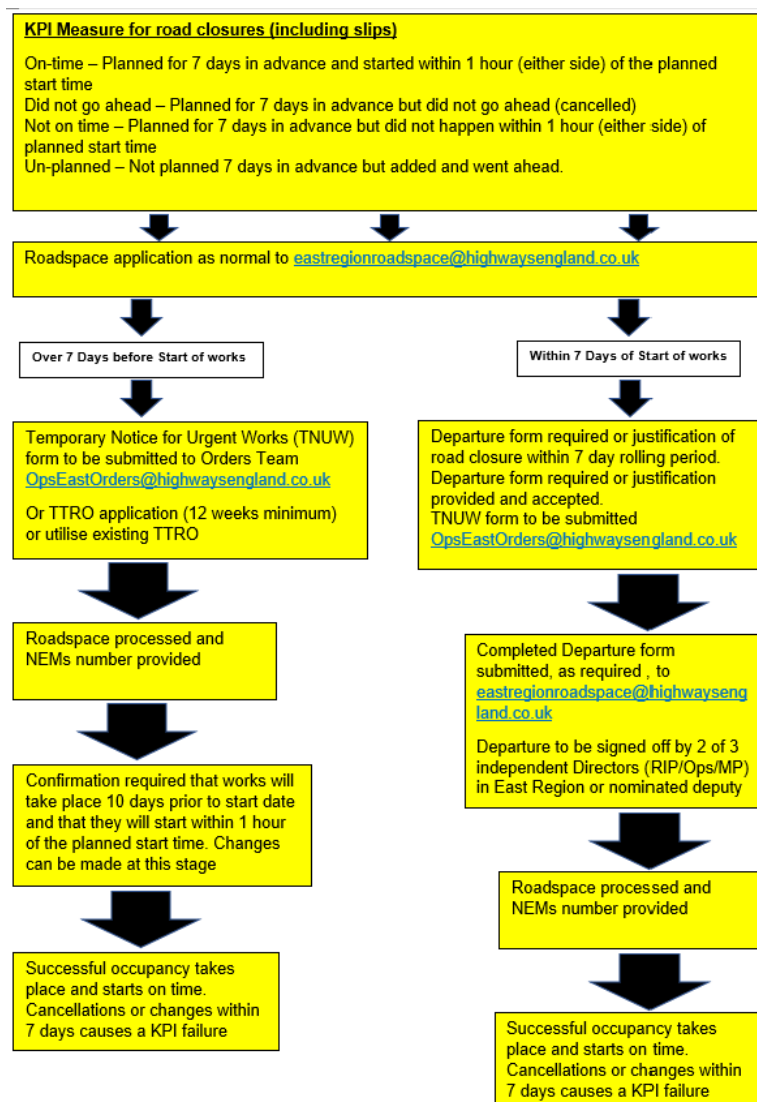 KPI Measure for road closures (including slips)
On-time – Planned for 7 days in advance and started within 1 hour (either side) of the planned
start time
Did not go ahead – Planned for 7 days in advance but did not go ahead (cancelled)
Not on time – Planned for 7 days in advance but did not happen within 1 hour (either side) of
planned start time
Un-planned – Not planned 7 days in advance but added and went ahead.
Roadspace application as normal to eastregionroadspace@highwaysengland.co.uk
Over 7 Days before Start of works
Temporary Notice for Urgent Works (TNUW)
form to be submitted to Orders Team
OpsEastOrders@highwaysengland.co.uk
Or TTRO application (12 weeks minimum)
or utilise existing TTRO
Roadspace processed and
NEMs number provided
Confirmation required that works will
take place 10 days prior to start date
and that they will start within 1 hour
of the planned start time. Changes
can be made at this stage
Successful occupancy takes
place and starts on time.
Cancellations or changes within
7 days causes a KPI failure
Within 7 Days of Start of works
Departure form required or justification of
road closure within 7 day rolling period.
Departure form required or justification
provided and accepted.
TNUW form to be submitted
OpsEastOrders@highwaysengland.co.uk
Completed Departure form
submitted, as required , to
eastregionroadspace@highwayseng
land.co.uk
Departure to be signed off by 2 of 3
independent Directors (RIP/Ops/MP)
in East Region or nominated deputy
Roadspace processed and
NEMs number provided
Successful occupancy takes
place and starts on time.
Cancellations or changes within
7 days causes a KPI failure